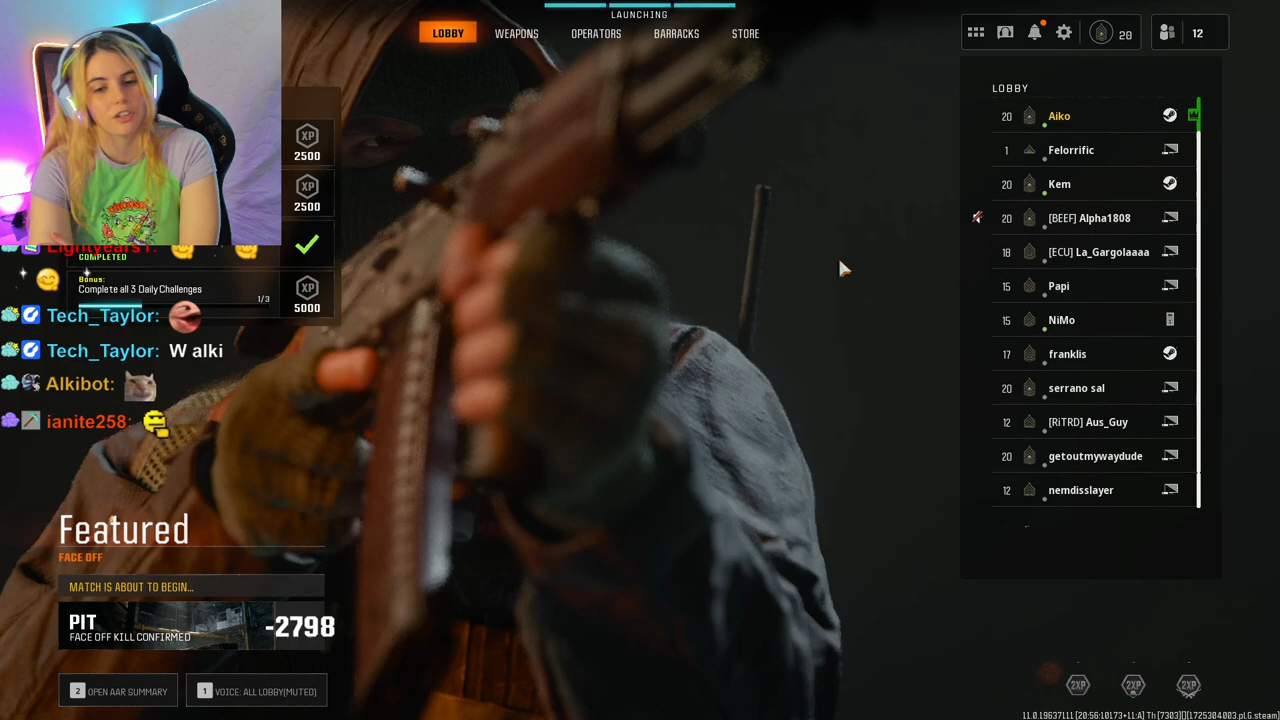 LAUNCHING
LOBBY WEAPONS OPERATORS BARRACKS STORE
20 12
LOBBY
20 Aiko
1 Felorrific
20 Kem
20 [BEEF] Alpha1808
18 [ECU] La_Gargolaaaa
15 Papi
15 NiMo
17 franklis
20 serrano sal
12 [RiTRD] Aus_Guy
20 getoutmywaydude
12 nemdisslayer
XP
2500
XP
2500
COMPLETED
Bonus:
Complete all 3 Daily Challenges
1/3
XP
5000
Tech_Taylor:
Tech_Taylor: W alki
Alkibot:
ianite258:
Featured
FACE OFF
MATCH IS ABOUT TO BEGIN...
PIT
FACE OFF KILL CONFIRMED
-2798
2 OPEN AAR SUMMARY
1 VOICE: ALL LOBBY(MUTED)
2XP 2XP 2XP